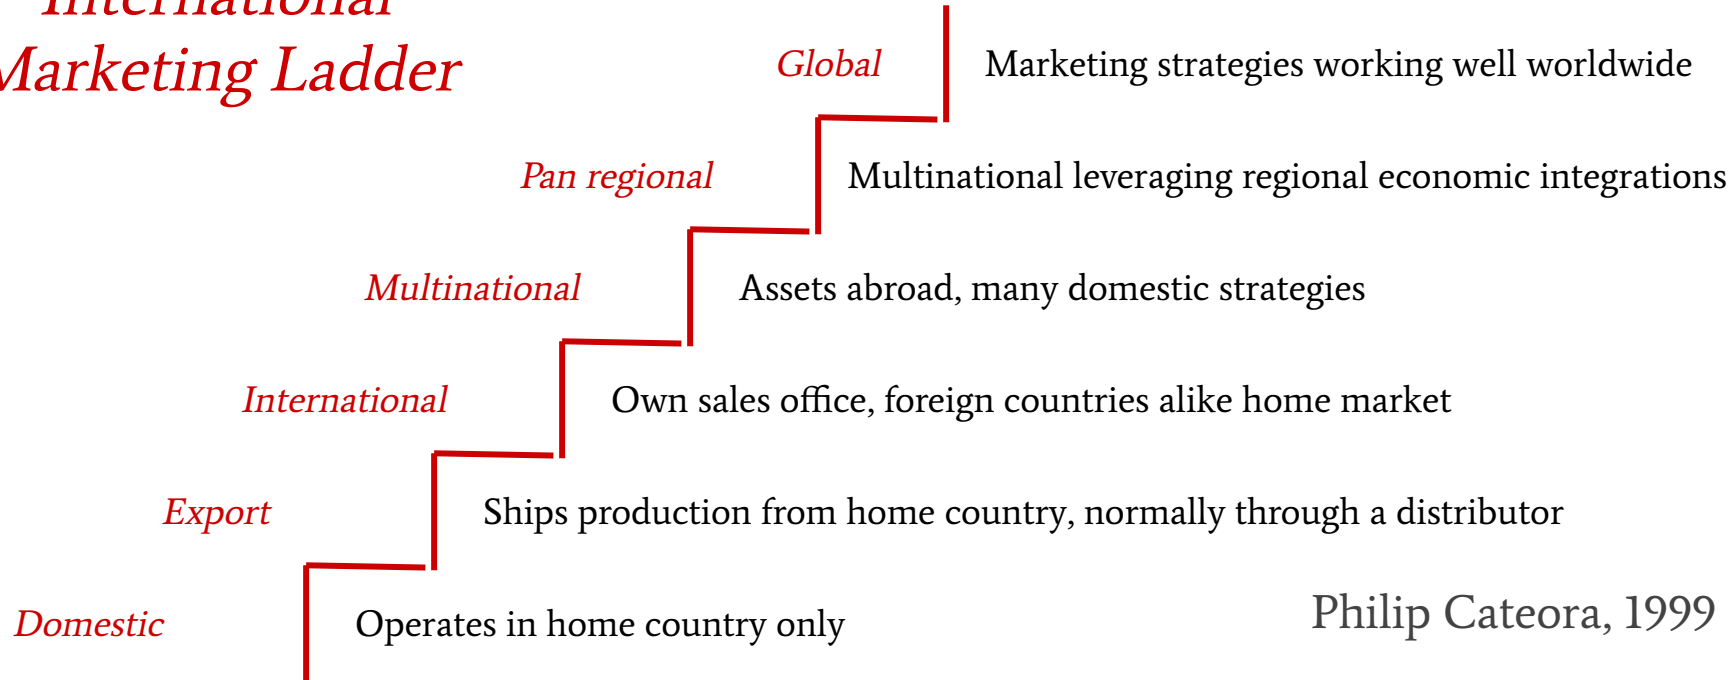 International
Marketing Ladder
Global
Marketing strategies working well worldwide
Pan regional
Multinational leveraging regional economic integrations
Multinational
Assets abroad, many domestic strategies
International
Own sales office, foreign countries alike home market
Export
Ships production from home country, normally through a distributor
Domestic
Operates in home country only
Philip Cateora, 1999